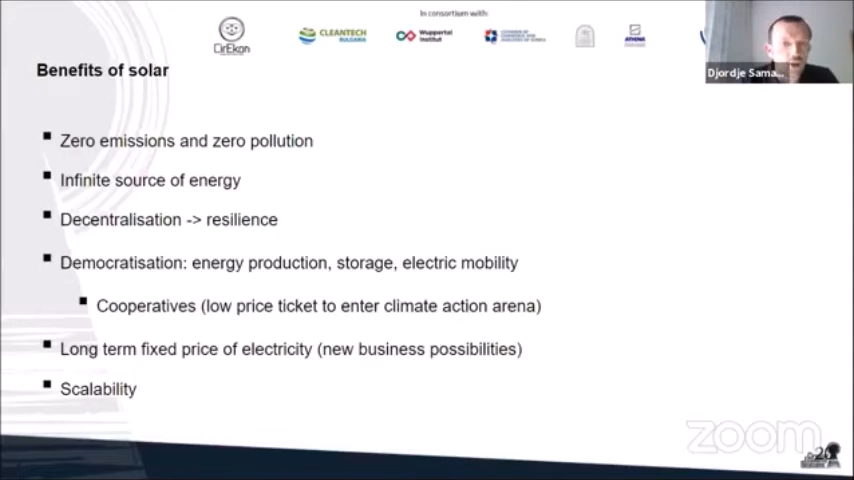 In consortium with:
CirEkon
CLEANTECH
BULGARIA
Wuppertal
Institut
ATHENA
Djordje Sama...
Benefits of solar
Zero emissions and zero pollution
Infinite source of energy
Decentralisation -> resilience
Democratisation: energy production, storage, electric mobility
Cooperatives (low price ticket to enter climate action arena)
Long term fixed price of electricity (new business possibilities)
Scalability
zoom